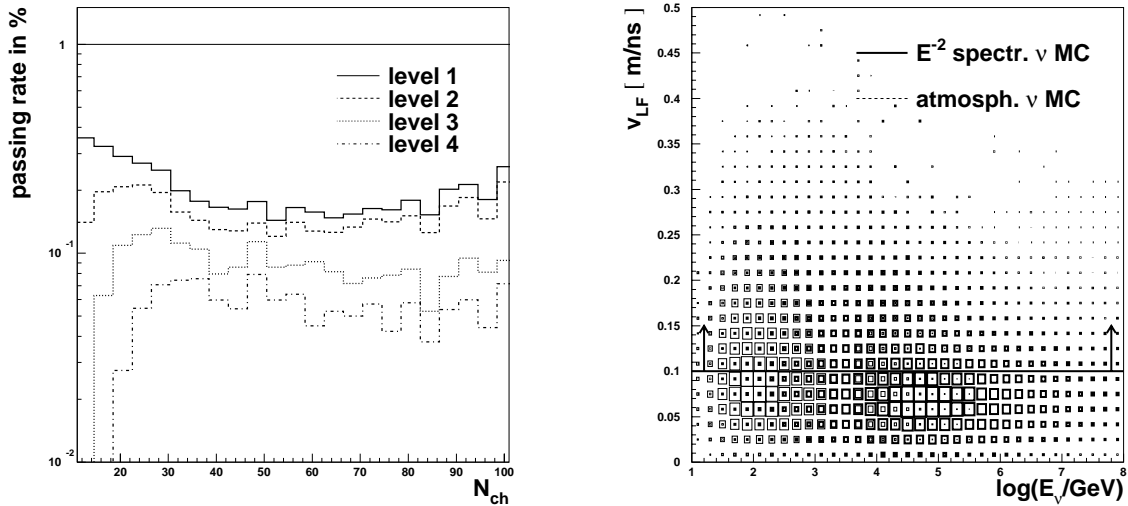 passing rate in %
1
10⁻¹
10⁻²
level 1
level 2
level 3
level 4
20 30 40 50 60 70 80 90 100
N_ch
v_LF [ m/ns ]
0.5
0.45
0.4
0.35
0.3
0.25
0.2
0.15
0.1
0.05
0
E⁻² spectr. ν MC
atmosph. ν MC
1 2 3 4 5 6 7 8
log(E_ν/GeV)